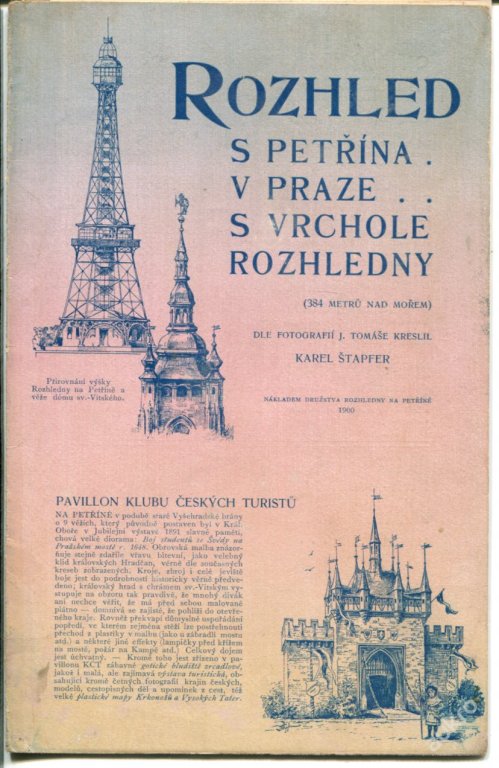 ROZHLED
S PETŘÍNA .
V PRAZE . .
S VRCHOLE
ROZHLEDNY
(384 METRŮ NAD MOŘEM)
DLE FOTOGRAFIÍ J. TOMÁŠE KRESLIL
KAREL ŠTAPFER
NÁKLADEM DRUŽSTVA ROZHLEDNY NA PETŘÍNĚ
1900
Přirovnání výšky
Rozhledny na Petříně a
věže dómu sv.-Vítského.
PAVILLON KLUBU ČESKÝCH TURISTŮ
NA PETŘÍNĚ v podobě staré Vyšehradské brány
o 9 věžích, který původně postaven byl v Král.
Oboře v Jubilejní výstavě 1891 slavné paměti,
chová velké diorama: Boj studentů se Švédy na
Pražském mostě r. 1648. Obrovská malba znázor-
ňuje stejně zdařile vřavu bitevní, jako velebný
klid královských Hradčan, věrně dle současných
kreseb zobrazených. Kroje, zbroj i celé jeviště
boje jest do podrobností historicky věrně předve-
deno; královský hrad s chrámem sv.-Vítským vy-
stupuje na obzoru tak pravdivě, že mnohý divák
ani nechce věřit, že má před sebou malované
plátno — domnívá se zajisté, že pohlíží do otevře-
ného kraje. Rovněž překvapí důmyslné uspořádání
popředí, ve kterém zejména stěží lze postřehnouti
přechod z plastiky v malbu (jako u zábradlí mostu
atd.) a některé jiné effekty (lampičky před křížem
na mostě, požár na Kampě atd.) Celkový dojem
jest úchvatný. — Kromě toho jest zřízeno v pa-
villonu KČT zábavné gotické bludiště zrcadlové,
jakož i malá, ale zajímavá výstava turistická, ob-
sahující kromě četných fotografií krajin českých,
modelů, cestopisných děl a upomínek z cest, též
velké plastické mapy Krkonošů a Vysokých Tater.